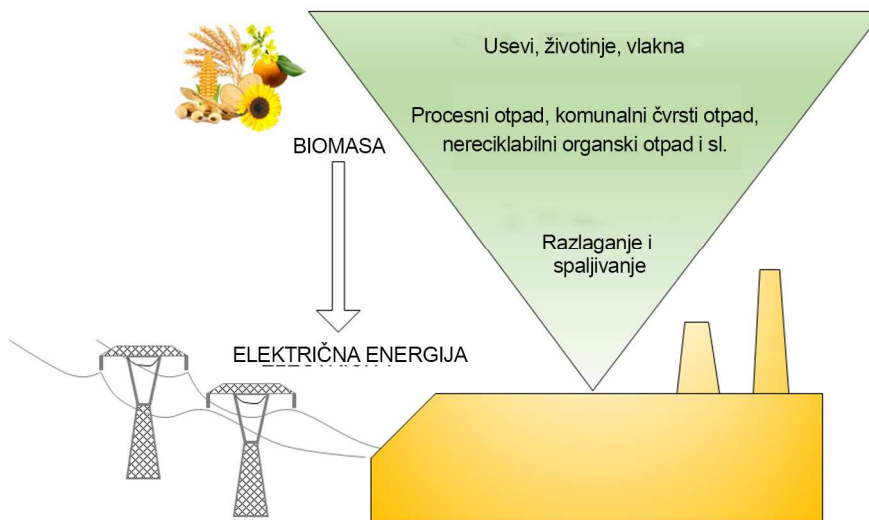 Usevi, životinje, vlakna
Procesni otpad, komunalni čvrsti otpad,
nereciklabilni organski otpad i sl.
BIOMASA
Razlaganje i
spaljivanje
ELEKTRIČNA ENERGIJA